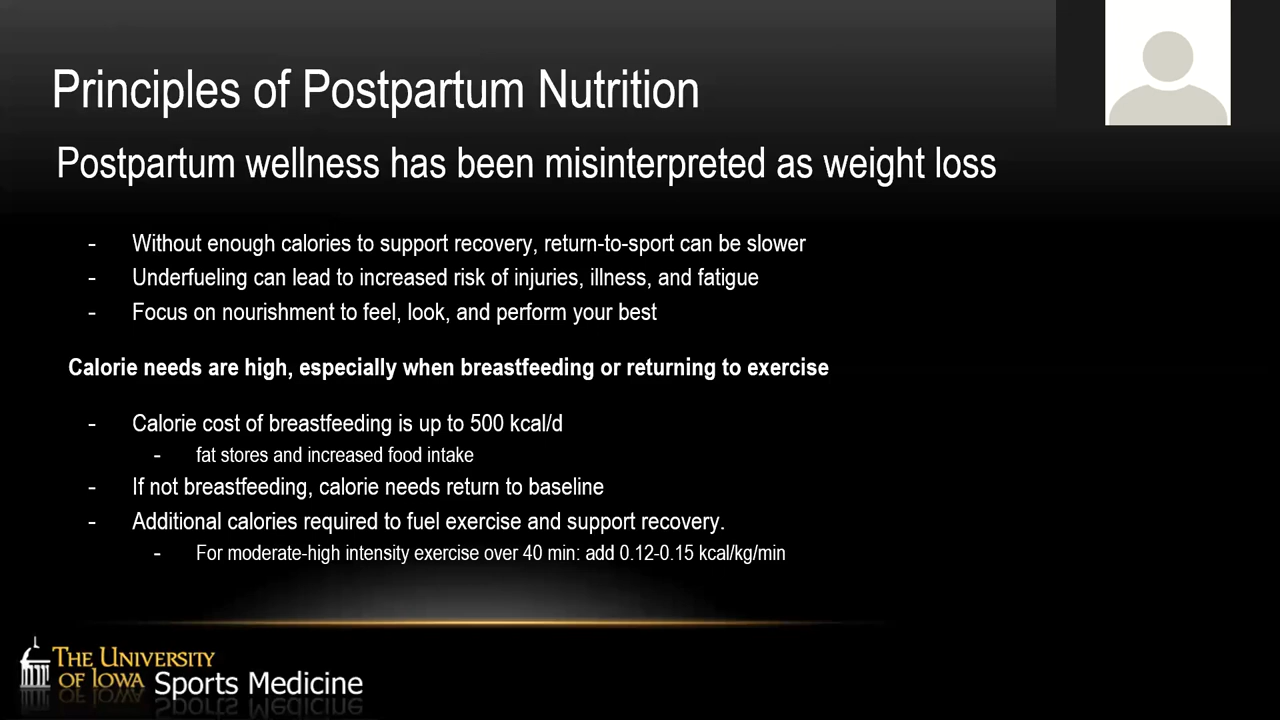 Principles of Postpartum Nutrition
Postpartum wellness has been misinterpreted as weight loss
- Without enough calories to support recovery, return-to-sport can be slower
- Underfueling can lead to increased risk of injuries, illness, and fatigue
- Focus on nourishment to feel, look, and perform your best
Calorie needs are high, especially when breastfeeding or returning to exercise
- Calorie cost of breastfeeding is up to 500 kcal/d
- fat stores and increased food intake
- If not breastfeeding, calorie needs return to baseline
- Additional calories required to fuel exercise and support recovery.
- For moderate-high intensity exercise over 40 min: add 0.12-0.15 kcal/kg/min
THE UNIVERSITY
OF IOWA Sports Medicine